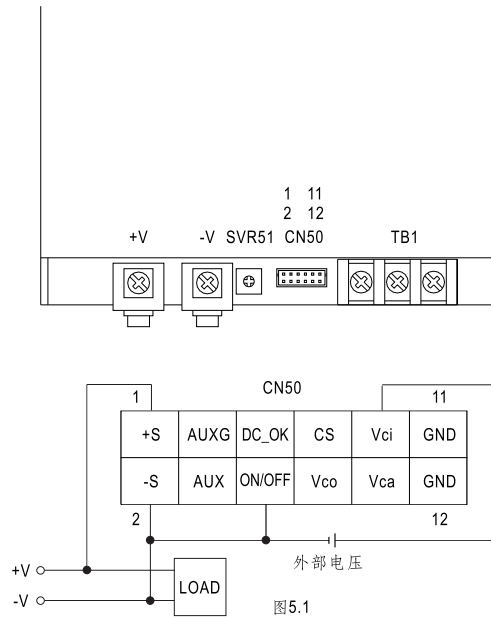 1 11
2 12
+V -V SVR51 CN50 TB1
CN50
1 11
+S AUXG DC_OK CS Vci GND
-S AUX ON/OFF Vco Vca GND
2 12
外部电压
+V
LOAD
-V
图5.1